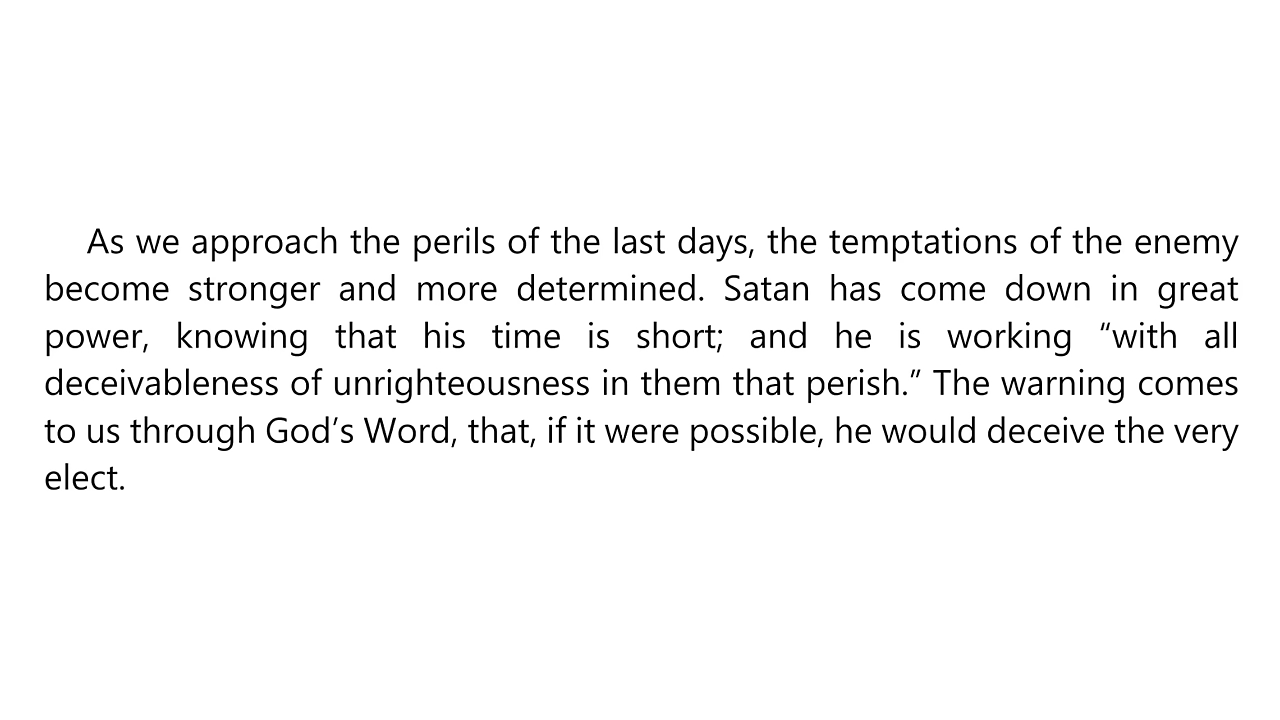 As we approach the perils of the last days, the temptations of the enemy
become stronger and more determined. Satan has come down in great
power, knowing that his time is short; and he is working “with all
deceivableness of unrighteousness in them that perish.” The warning comes
to us through God’s Word, that, if it were possible, he would deceive the very
elect.